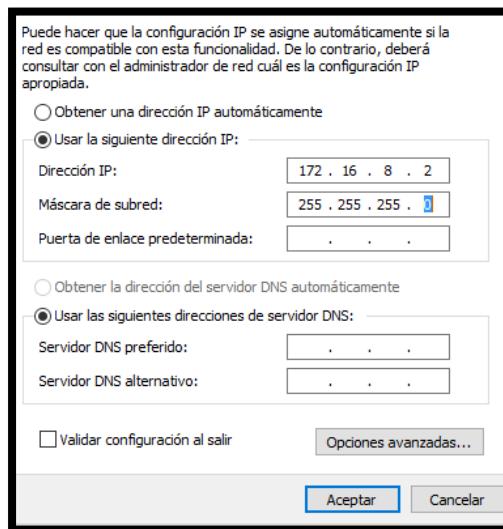 Puede hacer que la configuración IP se asigne automáticamente si la
red es compatible con esta funcionalidad. De lo contrario, deberá
consultar con el administrador de red cuál es la configuración IP
apropiada.
Obtener una dirección IP automáticamente
Usar la siguiente dirección IP:
Dirección IP: 172 . 16 . 8 . 2
Máscara de subred: 255 . 255 . 255 . 0
Puerta de enlace predeterminada: . . .
Obtener la dirección del servidor DNS automáticamente
Usar las siguientes direcciones de servidor DNS:
Servidor DNS preferido: . . .
Servidor DNS alternativo: . . .
Validar configuración al salir Opciones avanzadas...
Aceptar Cancelar